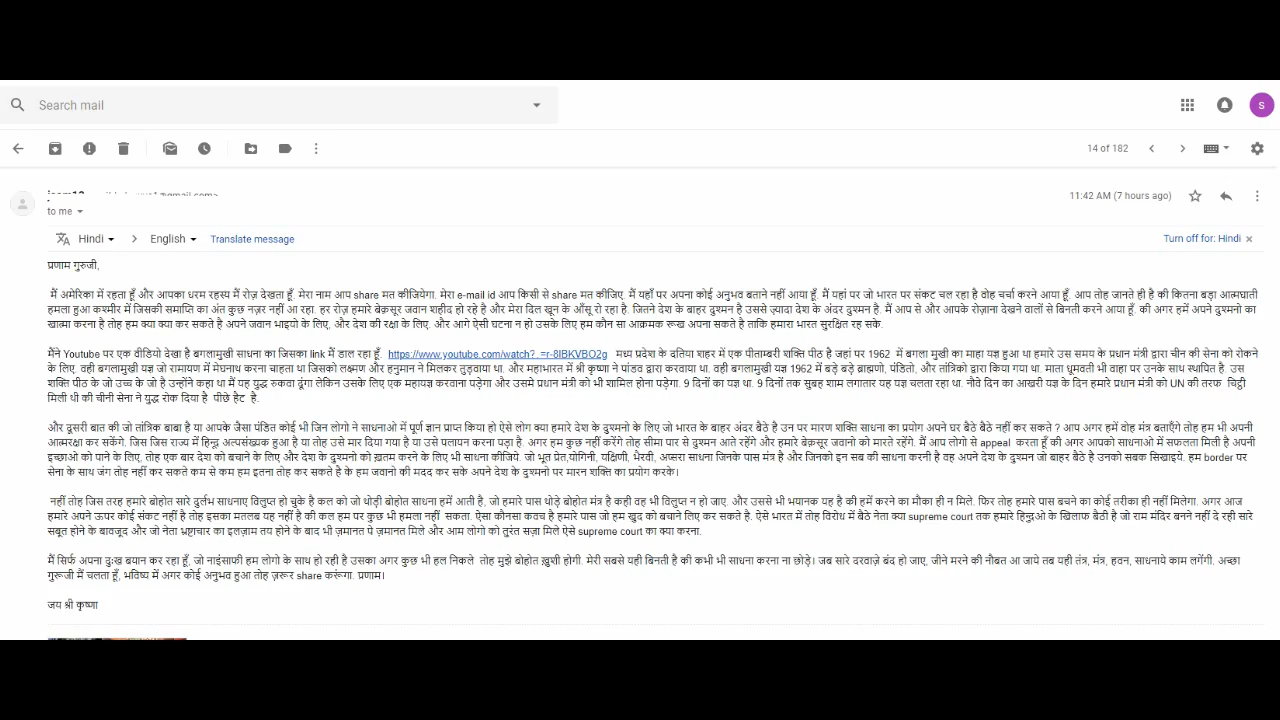 Search mail
s
14 of 182
11:42 AM (7 hours ago)
to me
Hindi English Translate message Turn off for: Hindi
प्रणाम गुरुजी,
मैं अमेरिका में रहता हूँ और आपका धरम रहस्य मैं रोज़ देखता हूँ. मेरा नाम आप share मत कीजियेगा. मेरा e-mail id आप किसी से share मत कीजिए. मैं यहाँ पर अपना कोई अनुभव बताने नहीं आया हूँ. मैं यहां पर जो भारत पर संकट चल रहा है वोह चर्चा करने आया हूँ आप तोह जानते ही है की कितना बड़ा आत्मघाती
हमला हुआ कश्मीर में जिसकी समाप्ति का अंत कुछ नज़र नहीं आ रहा. हर रोज़ हमारे बेक़सूर जवान शहीद हो रहे है और मेरा दिल खून के आँसू रो रहा है. जितने देश के बाहर दुश्मन है उससे ज़्यादा देश के अंदर दुश्मन है. मैं आप से और आपके रोज़ाना देखने वालों से बिनती करने आया हूँ. की अगर हमें अपने दुश्मनो का
खात्मा करना है तोह हम क्या क्या कर सकते है अपने जवान भाइपो के लिए, और देश की रक्षा के लिए. और आगे ऐसी घटना न हो उसके लिए हम कौन सा आक्रमक रूख अपना सकते है ताकि हमारा भारत सुरक्षित रह सके.
मैंने Youtube पर एक वीडियो देखा है बगलामुखी साधना का जिसका link मैं डाल रहा हूँ. https://www.youtube.com/watch?_=r-8IBKVBO2g मध्य प्रदेश के दतिया शहर में एक पीताम्बरी शक्ति पीठ है जहां पर 1962 में बगला मुखी का माहा यज्ञ हुआ था हमारे उस समय के प्रधान मंत्री द्वारा चीन की सेना को रोकने
के लिए. वही बगलामुखी यज्ञ जो रामायण में मेघनाथ करना चाहता था जिसको लक्ष्मण और हनुमान ने मिलकर तुड़वाया था. और महाभारत में श्री कृष्णा ने पांडव द्वारा करवाया था. वही बगलामुखी यज्ञ 1962 में बड़े बड़े ब्राह्मणो, पंडितो, और तांत्रिको द्वारा किया गया था. माता धूमवती भी वाहा पर उनके साथ स्थापित है. उस
शक्ति पीठ के जो उच्च के जो है उन्होंने कहा था मैं यह युद्ध रुकवा दूंगा लेकिन उसके लिए एक महायज्ञ करवाना पड़ेगा और उसमे प्रधान मंत्री को भी शामिल होना पड़ेगा. 9 दिनों का यज्ञ था. 9 दिनों तक सुबह शाम लगातार यह यज्ञ चलता रहा था. नौवे दिन का आखरी यज्ञ के दिन हमारे प्रधान मंत्री को UN की तरफ चिट्ठी
मिली थी की चीनी सेना ने युद्ध रोक दिया है पीछे हैट है.
और दूसरी बात की जो तांत्रिक बाबा है या आपके जैसा पंडित कोई भी जिन लोगो ने साधनाओ में पूर्ण ज्ञान प्राप्त किया हो ऐसे लोग क्या हमारे देश के दुश्मनो के लिए जो भारत के बाहर अंदर बैठे है उन पर मारण शक्ति साधना का प्रयोग अपने घर बैठे बैठे नहीं कर सकते ? आप अगर हमें वोह मंत्र बताएँगे तोह हम भी अपनी
आत्मरक्षा कर सकेंगे. जिस जिस राज्य में हिन्दू अल्पसंख्यक हुआ है या तोह उसे मार दिया गया है या उसे पलायन करना पड़ा है. अगर हम कुछ नहीं करेंगे तोह सीमा पार से दुश्मन आते रहेंगे और हमारे बेक़सूर जवानो को मारते रहेंगे. मैं आप लोगो से appeal करता हूँ की अगर आपको साधनाओ में सफलता मिली है अपनी
इच्छाओ को पाने के लिए, तोह एक बार देश को बचाने के लिए और देश के दुश्मनो को ख़तम करने के लिए भी साधना कीजिये. जो भूत प्रेत,योगिनी, यक्षिणी, भैरवी, अप्सरा साधना जिनके पास मंत्र है और जिनको इन सब की साधना करनी है वह अपने देश के दुश्मन जो बाहर बैठे है उनको सबक सिखाइये. हम border पर
सेना के साथ जंग तोह नहीं कर सकते कम से कम हम इतना तोह कर सकते है के हम जवानो की मदद कर सके अपने देश के दुश्मनो पर मारन शक्ति का प्रयोग करके।
नहीं तोह जिस तरह हमारे बोहोत सारे दुर्लभ साधनाए विलुप्त हो चुके है कल को जो थोड़ी बोहोत साधना हमें आती है, जो हमारे पास थोड़े बोहोत मंत्र है कही वह भी विलुप्त न हो जाए. और उससे भी भयानक यह है की हमें करने का मौका ही न मिले. फिर तोह हमारे पास बचने का कोई तरीका ही नहीं मिलेगा. अगर आज
हमारे अपने ऊपर कोई संकट नहीं है तोह इसका मतलब यह नहीं है की कल हम पर कुछ भी हमला नहीं सकता. ऐसा कौनसा कवच है हमारे पास जो हम खुद को बचाने लिए कर सकते है. ऐसे भारत में तोह विरोध में बैठे नेता क्या supreme court तक हमारे हिन्दुओ के खिलाफ बैठी है जो राम मंदिर बनने नहीं दे रही सारे
सबूत होने के बावजूद और जो नेता भ्रष्टाचार का इलज़ाम तय होने के बाद भी ज़मानत पे ज़मानत मिले और आम लोगो को तुरंत सज़ा मिले ऐसे supreme court का क्या करना.
मैं सिर्फ अपना दुःख बयान कर रहा हूँ, जो नाइंसाफी हम लोगो के साथ हो रही है उसका अगर कुछ भी हल निकले तोह मुझे बोहोत ख़ुशी होगी. मेरी सबसे यही बिनती है की कभी भी साधना करना ना छोड़े। जब सारे दरवाज़े बंद हो जाए, जीने मरने की नौबत आ जाये तब यही तंत्र, मंत्र, हवन, साधनाये काम लगेंगी. अच्छा
गुरूजी मैं चलता हूँ, भविष्य में अगर कोई अनुभव हुआ तोह ज़रूर share करूंगा. प्रणाम।
जय श्री कृष्णा